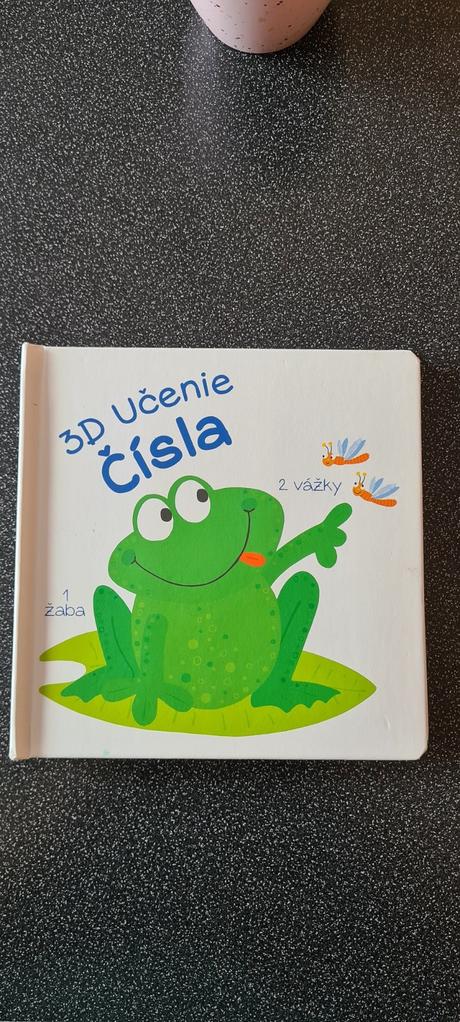 3D Učenie
Čísla
2 vážky
1
žaba